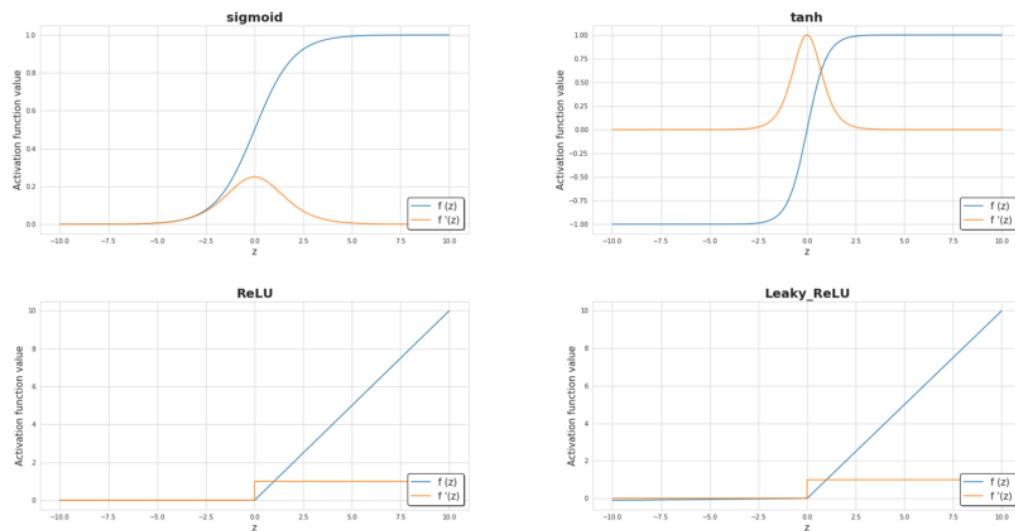 sigmoid
Activation function value
1.0
0.8
0.6
0.4
0.2
0.0
f (z)
f '(z)
−10.0 −7.5 −5.0 −2.5 0.0 2.5 5.0 7.5 10.0
z
tanh
Activation function value
1.00
0.75
0.50
0.25
0.00
−0.25
−0.50
−0.75
−1.00
f (z)
f '(z)
−10.0 −7.5 −5.0 −2.5 0.0 2.5 5.0 7.5 10.0
z
ReLU
Activation function value
10
8
6
4
2
0
f (z)
f '(z)
−10.0 −7.5 −5.0 −2.5 0.0 2.5 5.0 7.5 10.0
z
Leaky_ReLU
Activation function value
10
8
6
4
2
0
f (z)
f '(z)
−10.0 −7.5 −5.0 −2.5 0.0 2.5 5.0 7.5 10.0
z